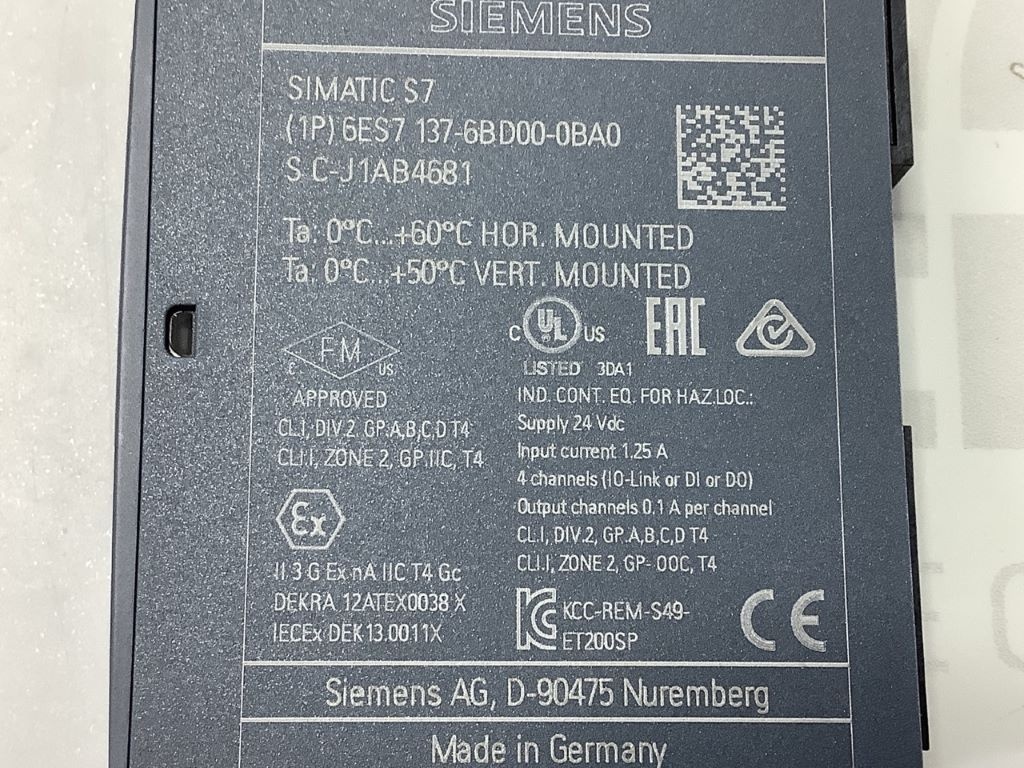 SIEMENS
SIMATIC S7
(1P) 6ES7 137-6BD00-0BA0
S C-J1AB4681
Ta: 0°C...+60°C HOR. MOUNTED
Ta: 0°C...+50°C VERT. MOUNTED
FM
C US
APPROVED
CL.I, DIV.2 GP.A,B,C,D T4
CL.I, ZONE 2, GP.IIC, T4
Ex
II 3 G Ex nA IIC T4 Gc
DEKRA 12ATEX0038 X
IECEx DEK13.0011X
C UL US
EAC
LISTED 3DA1
IND. CONT. EQ. FOR HAZ.LOC.:
Supply 24 Vdc
Input current 1.25 A
4 channels (IO-Link or DI or DO)
Output channels 0.1 A per channel
CL.I, DIV.2, GP.A,B,C,D T4
CL.I, ZONE 2, GP- OOC, T4
KCC-REM-S49-
ET200SP
CE
Siemens AG, D-90475 Nuremberg
Made in Germany